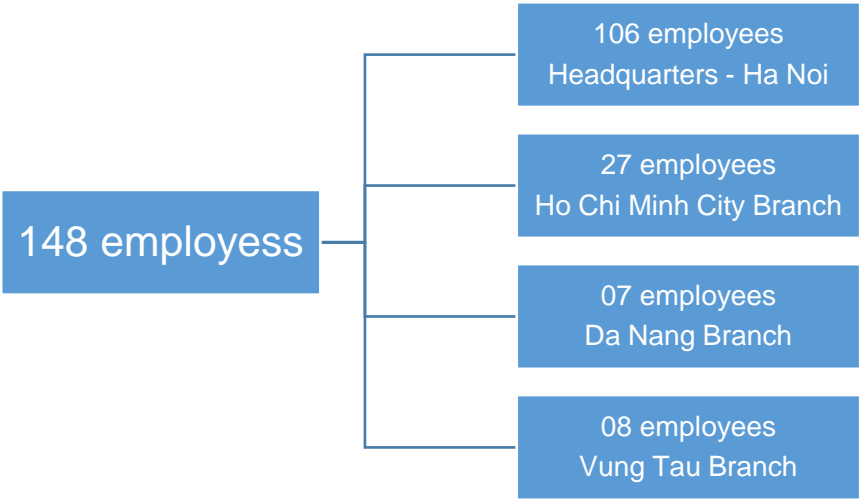 148 employess
106 employees
Headquarters - Ha Noi
27 employees
Ho Chi Minh City Branch
07 employees
Da Nang Branch
08 employees
Vung Tau Branch